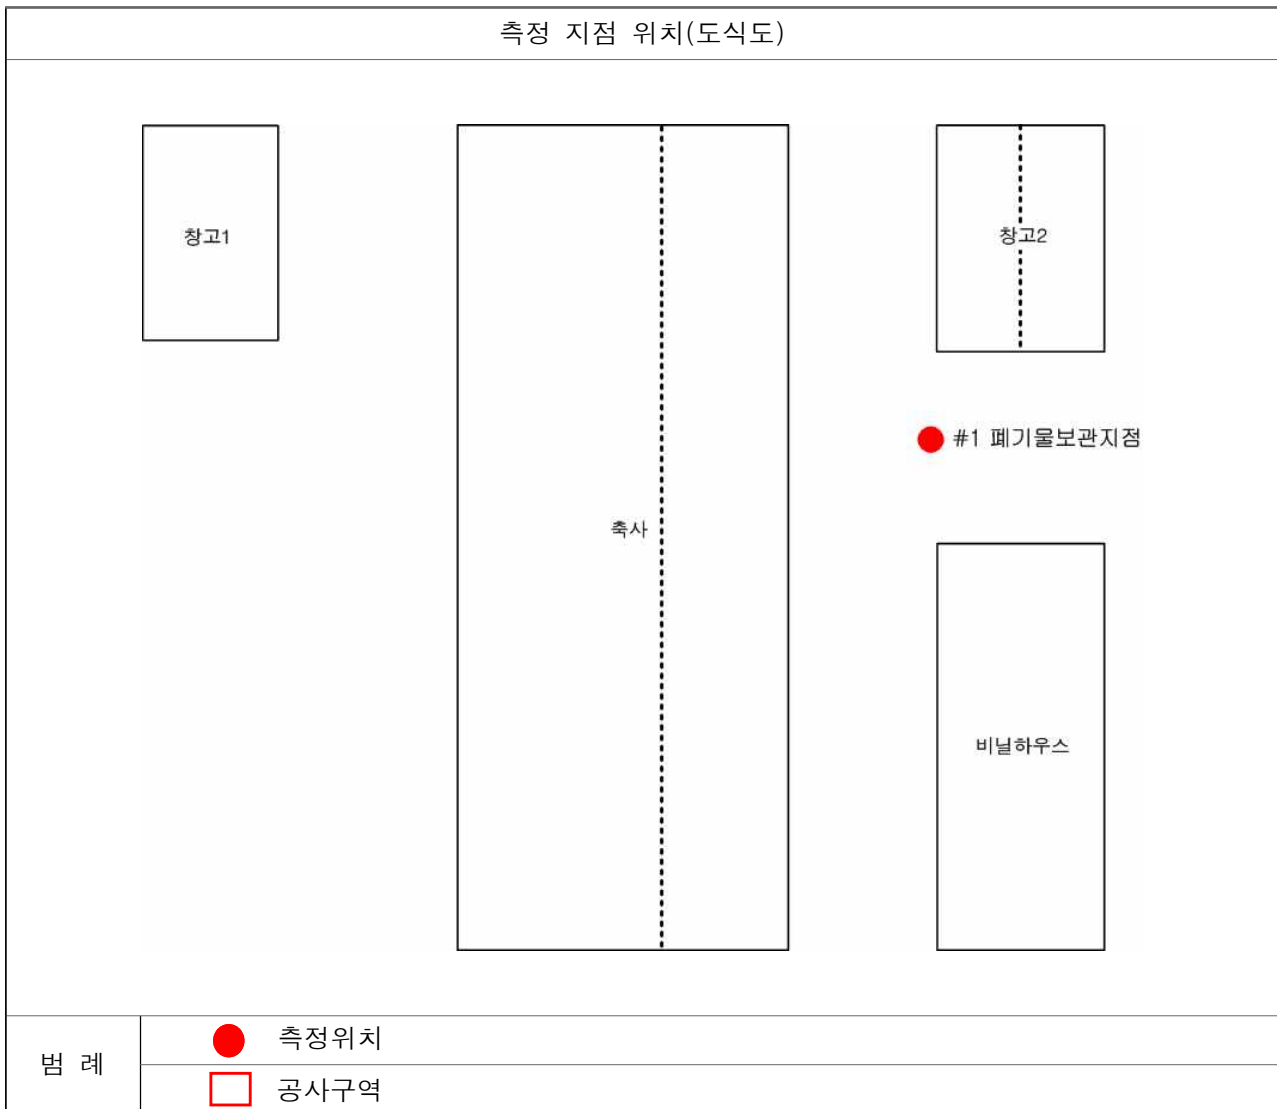 측정 지점 위치(도식도)
창고1
창고2
#1 폐기물보관지점
축사
비닐하우스
범 례
측정위치
공사구역